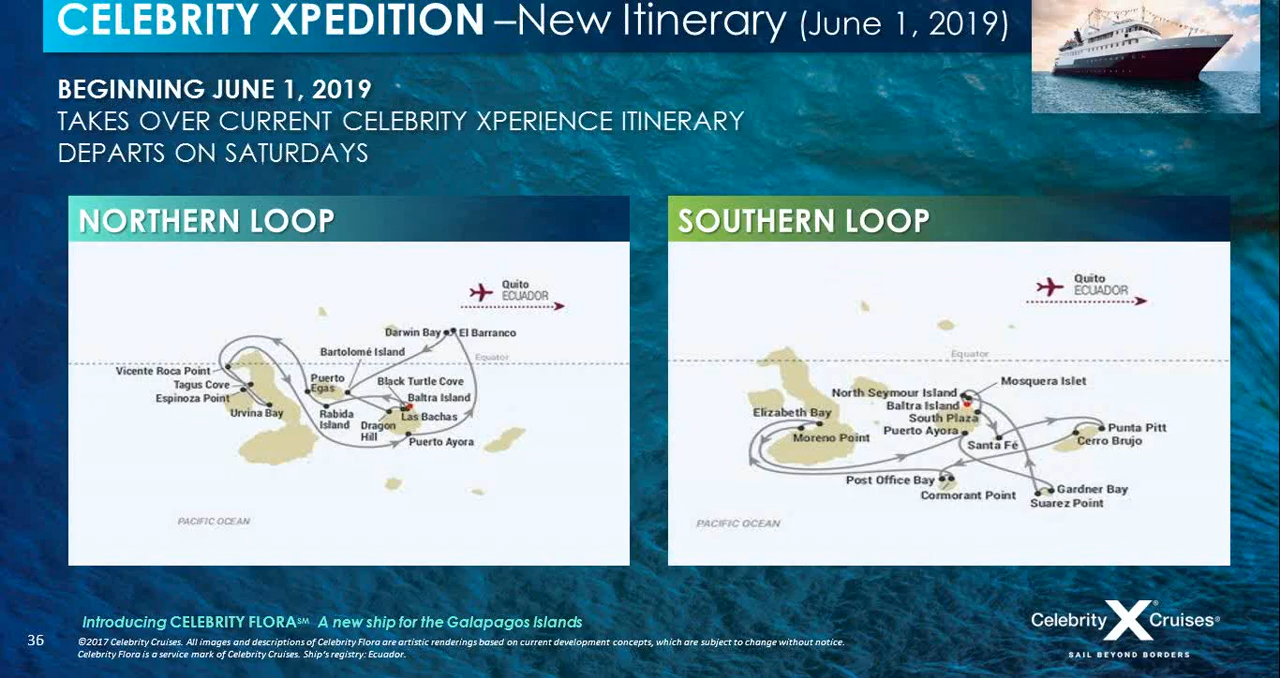 CELEBRITY XPEDITION –New Itinerary (June 1, 2019)
BEGINNING JUNE 1, 2019
TAKES OVER CURRENT CELEBRITY XPERIENCE ITINERARY
DEPARTS ON SATURDAYS
NORTHERN LOOP
Quito
ECUADOR
Darwin Bay
El Barranco
Equator
Bartolomé Island
Vicente Roca Point
Tagus Cove
Espinoza Point
Urvina Bay
Puerto
Egas
Black Turtle Cove
Baltra Island
Las Bachas
Rabida
Island
Dragon
Hill
Puerto Ayora
PACIFIC OCEAN
SOUTHERN LOOP
Quito
ECUADOR
Equator
Mosquera Islet
North Seymour Island
Baltra Island
South Plaza
Elizabeth Bay
Puerto Ayora
Moreno Point
Santa Fé
Punta Pitt
Cerro Brujo
Post Office Bay
Cormorant Point
Gardner Bay
Suarez Point
PACIFIC OCEAN
Introducing CELEBRITY FLORA℠ A new ship for the Galapagos Islands
36
©2017 Celebrity Cruises. All images and descriptions of Celebrity Flora are artistic renderings based on current development concepts, which are subject to change without notice.
Celebrity Flora is a service mark of Celebrity Cruises. Ship's registry: Ecuador.
Celebrity X Cruises®
SAIL BEYOND BORDERS